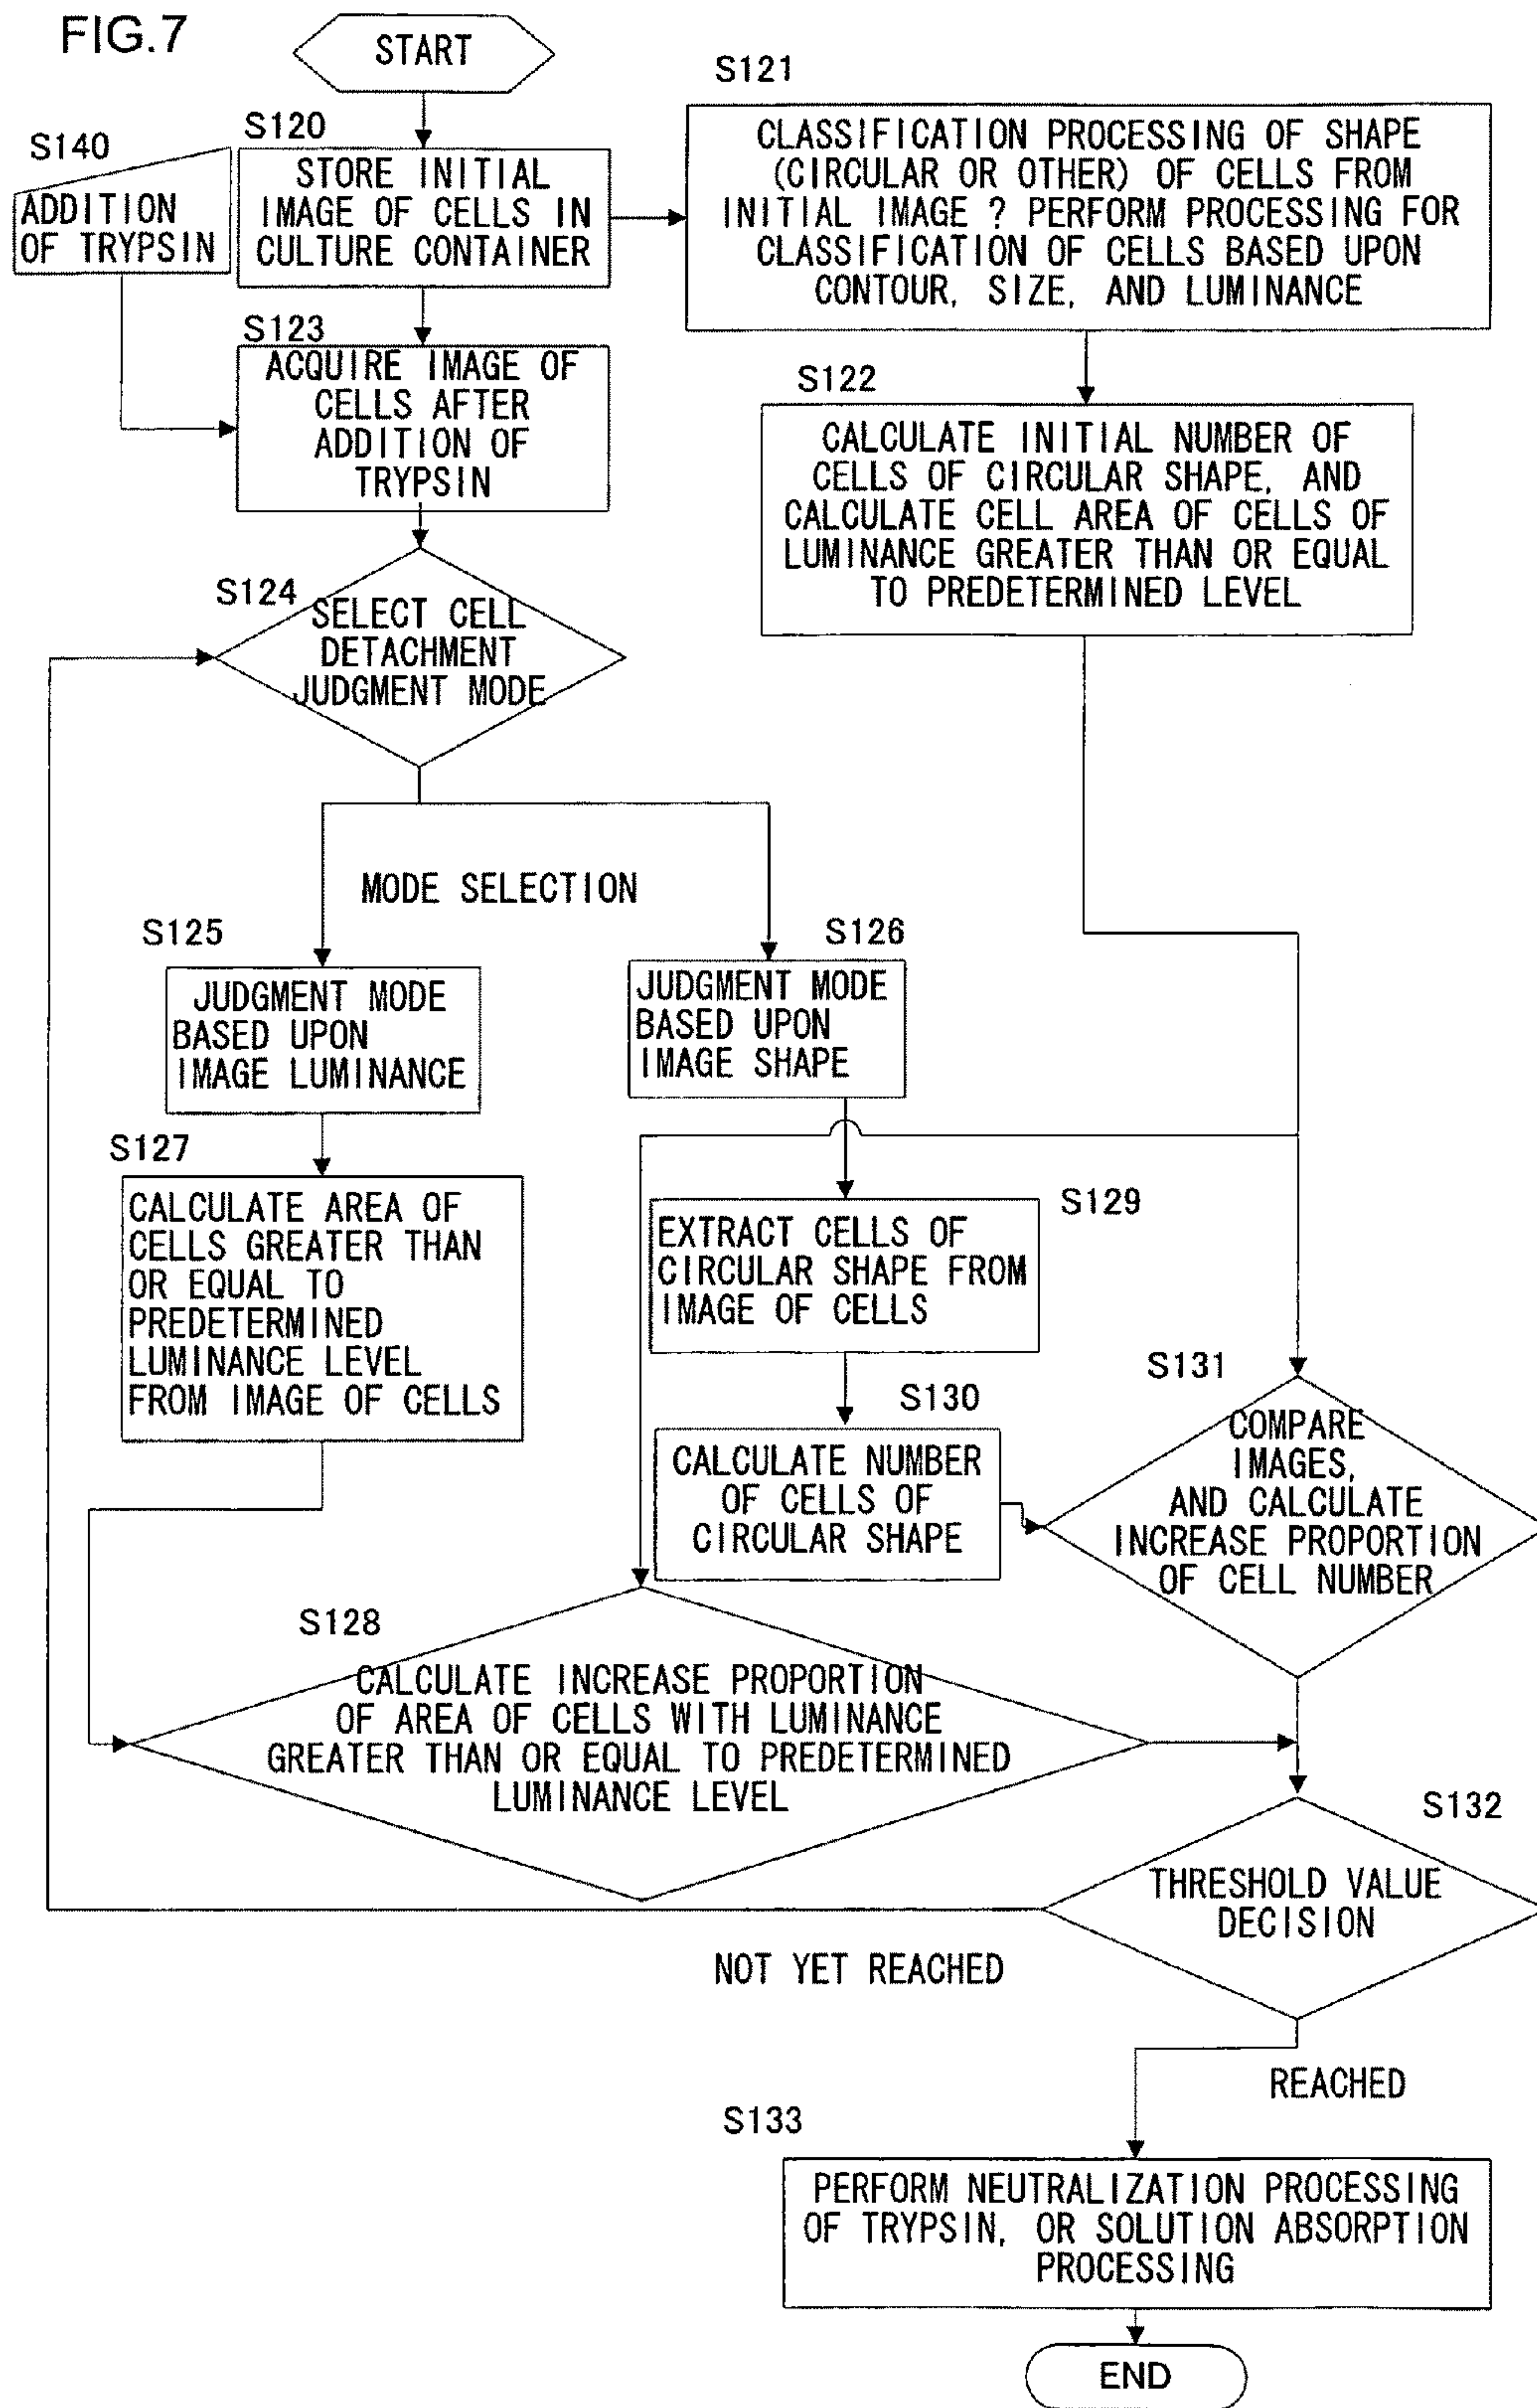 FIG.7
START
S120
STORE INITIAL
IMAGE OF CELLS IN
CULTURE CONTAINER
S121
CLASSIFICATION PROCESSING OF SHAPE
(CIRCULAR OR OTHER) OF CELLS FROM
INITIAL IMAGE ? PERFORM PROCESSING FOR
CLASSIFICATION OF CELLS BASED UPON
CONTOUR, SIZE, AND LUMINANCE
S140
ADDITION
OF TRYPSIN
S123
ACQUIRE IMAGE OF
CELLS AFTER
ADDITION OF
TRYPSIN
S122
CALCULATE INITIAL NUMBER OF
CELLS OF CIRCULAR SHAPE, AND
CALCULATE CELL AREA OF CELLS OF
LUMINANCE GREATER THAN OR EQUAL
TO PREDETERMINED LEVEL
S124
SELECT CELL
DETACHMENT
JUDGMENT MODE
MODE SELECTION
S125
JUDGMENT MODE
BASED UPON
IMAGE LUMINANCE
S126
JUDGMENT MODE
BASED UPON
IMAGE SHAPE
S127
CALCULATE AREA OF
CELLS GREATER THAN
OR EQUAL TO
PREDETERMINED
LUMINANCE LEVEL
FROM IMAGE OF CELLS
S129
EXTRACT CELLS OF
CIRCULAR SHAPE FROM
IMAGE OF CELLS
S130
CALCULATE NUMBER
OF CELLS OF
CIRCULAR SHAPE
S131
COMPARE
IMAGES,
AND CALCULATE
INCREASE PROPORTION
OF CELL NUMBER
S128
CALCULATE INCREASE PROPORTION
OF AREA OF CELLS WITH LUMINANCE
GREATER THAN OR EQUAL TO PREDETERMINED
LUMINANCE LEVEL
S132
THRESHOLD VALUE
DECISION
NOT YET REACHED
REACHED
S133
PERFORM NEUTRALIZATION PROCESSING
OF TRYPSIN, OR SOLUTION ABSORPTION
PROCESSING
END